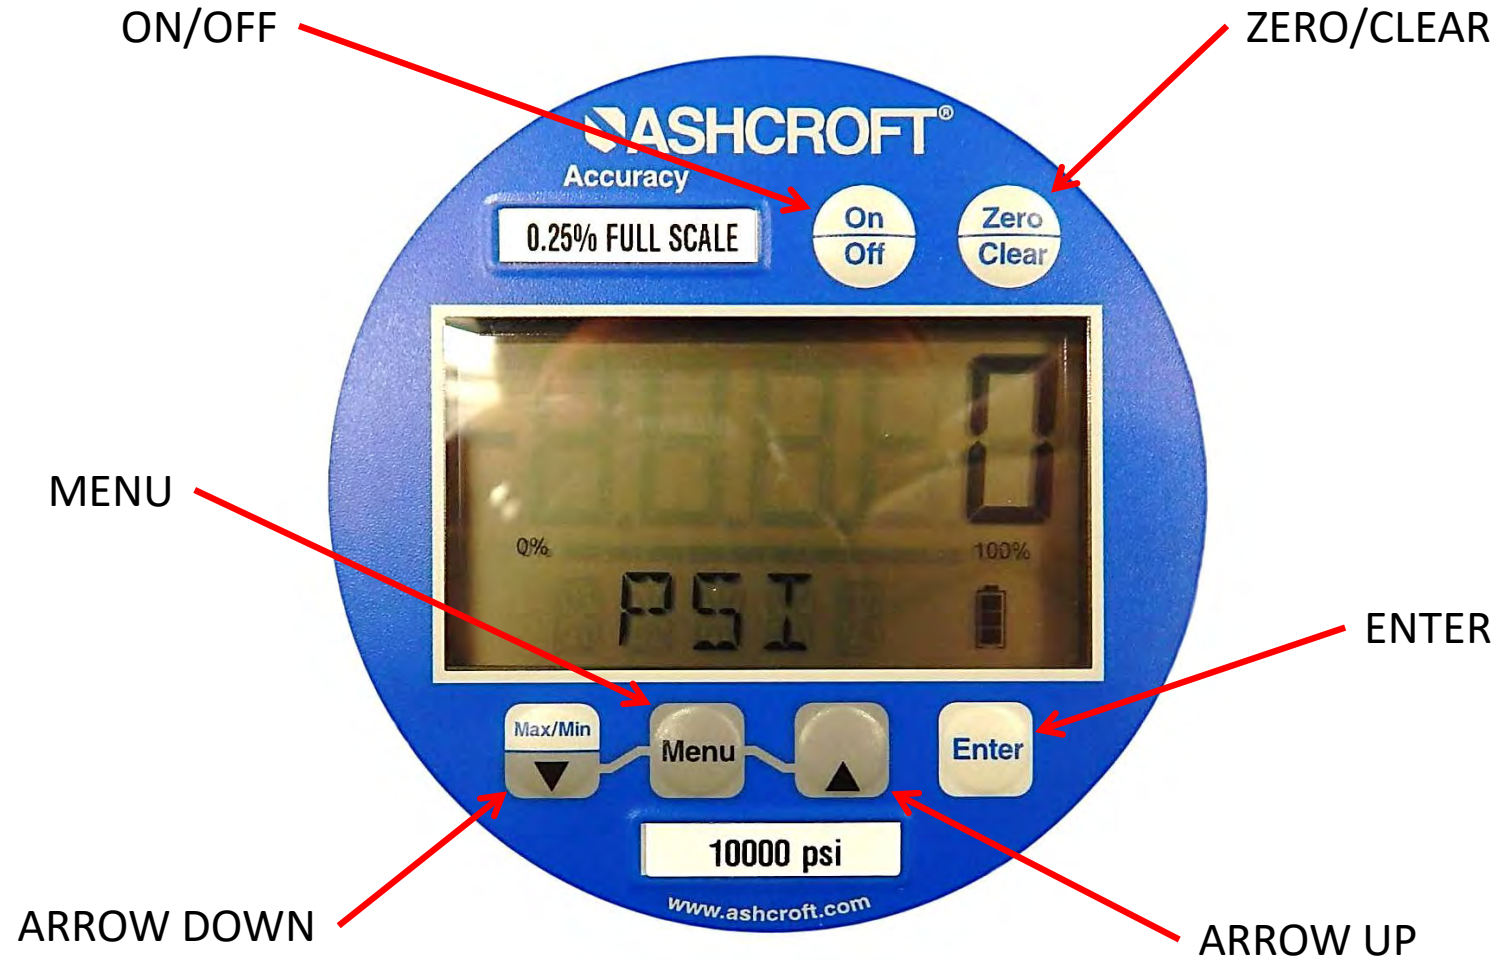 ON/OFF
ZERO/CLEAR
ASHCROFT®
Accuracy
0.25% FULL SCALE
On
Off
Zero
Clear
0
0%
100%
PSI
MENU
ENTER
Max/Min
▼
Menu
▲
Enter
10000 psi
www.ashcroft.com
ARROW DOWN
ARROW UP